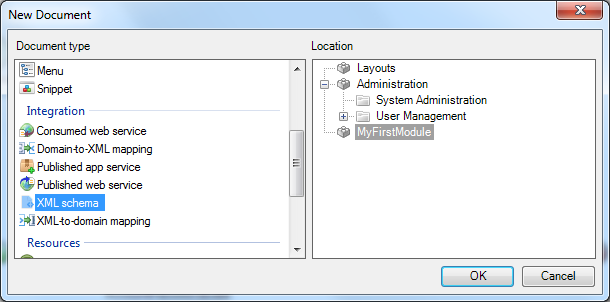 New Document
Document type
Menu
Snippet
Integration
Consumed web service
Domain-to-XML mapping
Published app service
Published web service
XML schema
XML-to-domain mapping
Resources
Location
Layouts
Administration
System Administration
User Management
MyFirstModule
OK
Cancel